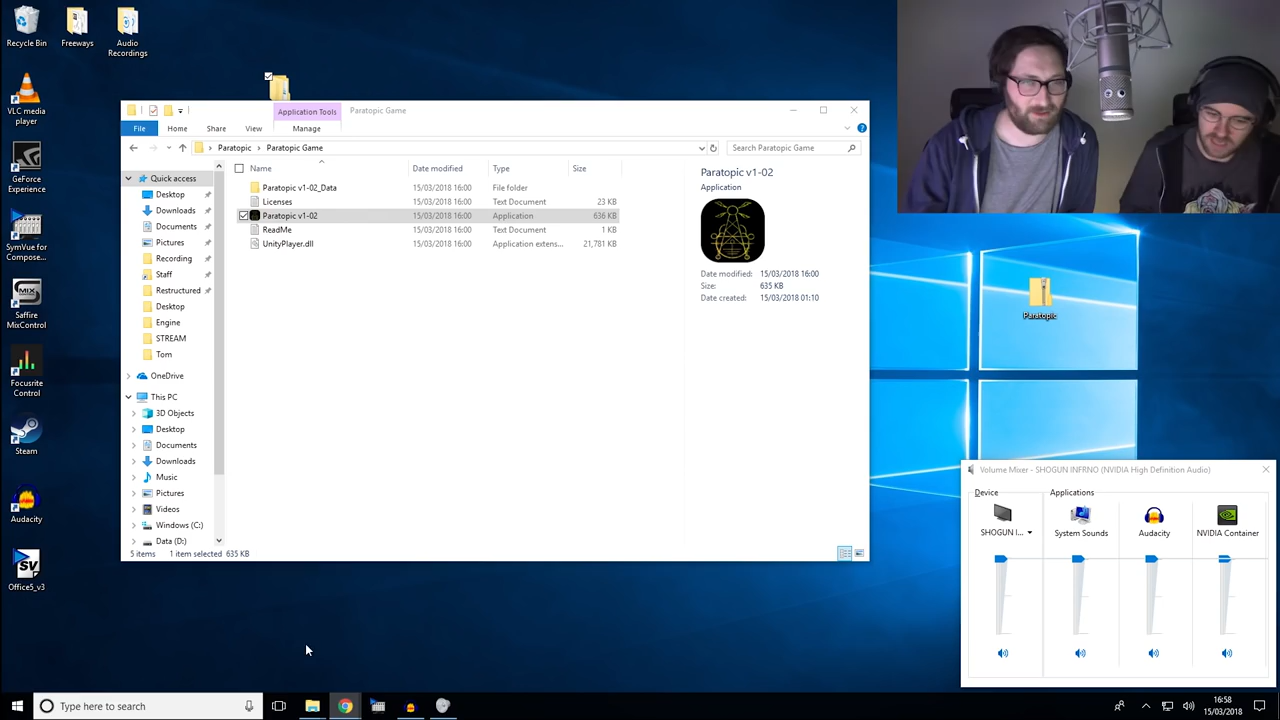 Recycle Bin
Freeways
Audio Recordings
VLC media player
GeForce Experience
SymVue for Compose...
Saffire MixControl
Focusrite Control
Steam
Audacity
Office5_v3
Application Tools
Paratopic Game
File
Home
Share
View
Manage
Paratopic > Paratopic Game
Search Paratopic Game
Quick access
Desktop
Downloads
Documents
Pictures
Recording
Staff
Restructured
Desktop
Engine
STREAM
Tom
OneDrive
This PC
3D Objects
Desktop
Documents
Downloads
Music
Pictures
Videos
Windows (C:)
Data (D:)
Name Date modified Type Size
Paratopic v1-02_Data 15/03/2018 16:00 File folder
Licenses 15/03/2018 16:00 Text Document 23 KB
Paratopic v1-02 15/03/2018 16:00 Application 636 KB
ReadMe 15/03/2018 16:00 Text Document 1 KB
UnityPlayer.dll 15/03/2018 16:00 Application extens... 21,781 KB
Paratopic v1-02
Application
Date modified: 15/03/2018 16:00
Size: 635 KB
Date created: 15/03/2018 01:10
5 items 1 item selected 635 KB
Paratopic
Volume Mixer - SHOGUN INFRNO (NVIDIA High Definition Audio)
Device
Applications
SHOGUN I...
System Sounds
Audacity
NVIDIA Container
Type here to search
16:58
15/03/2018